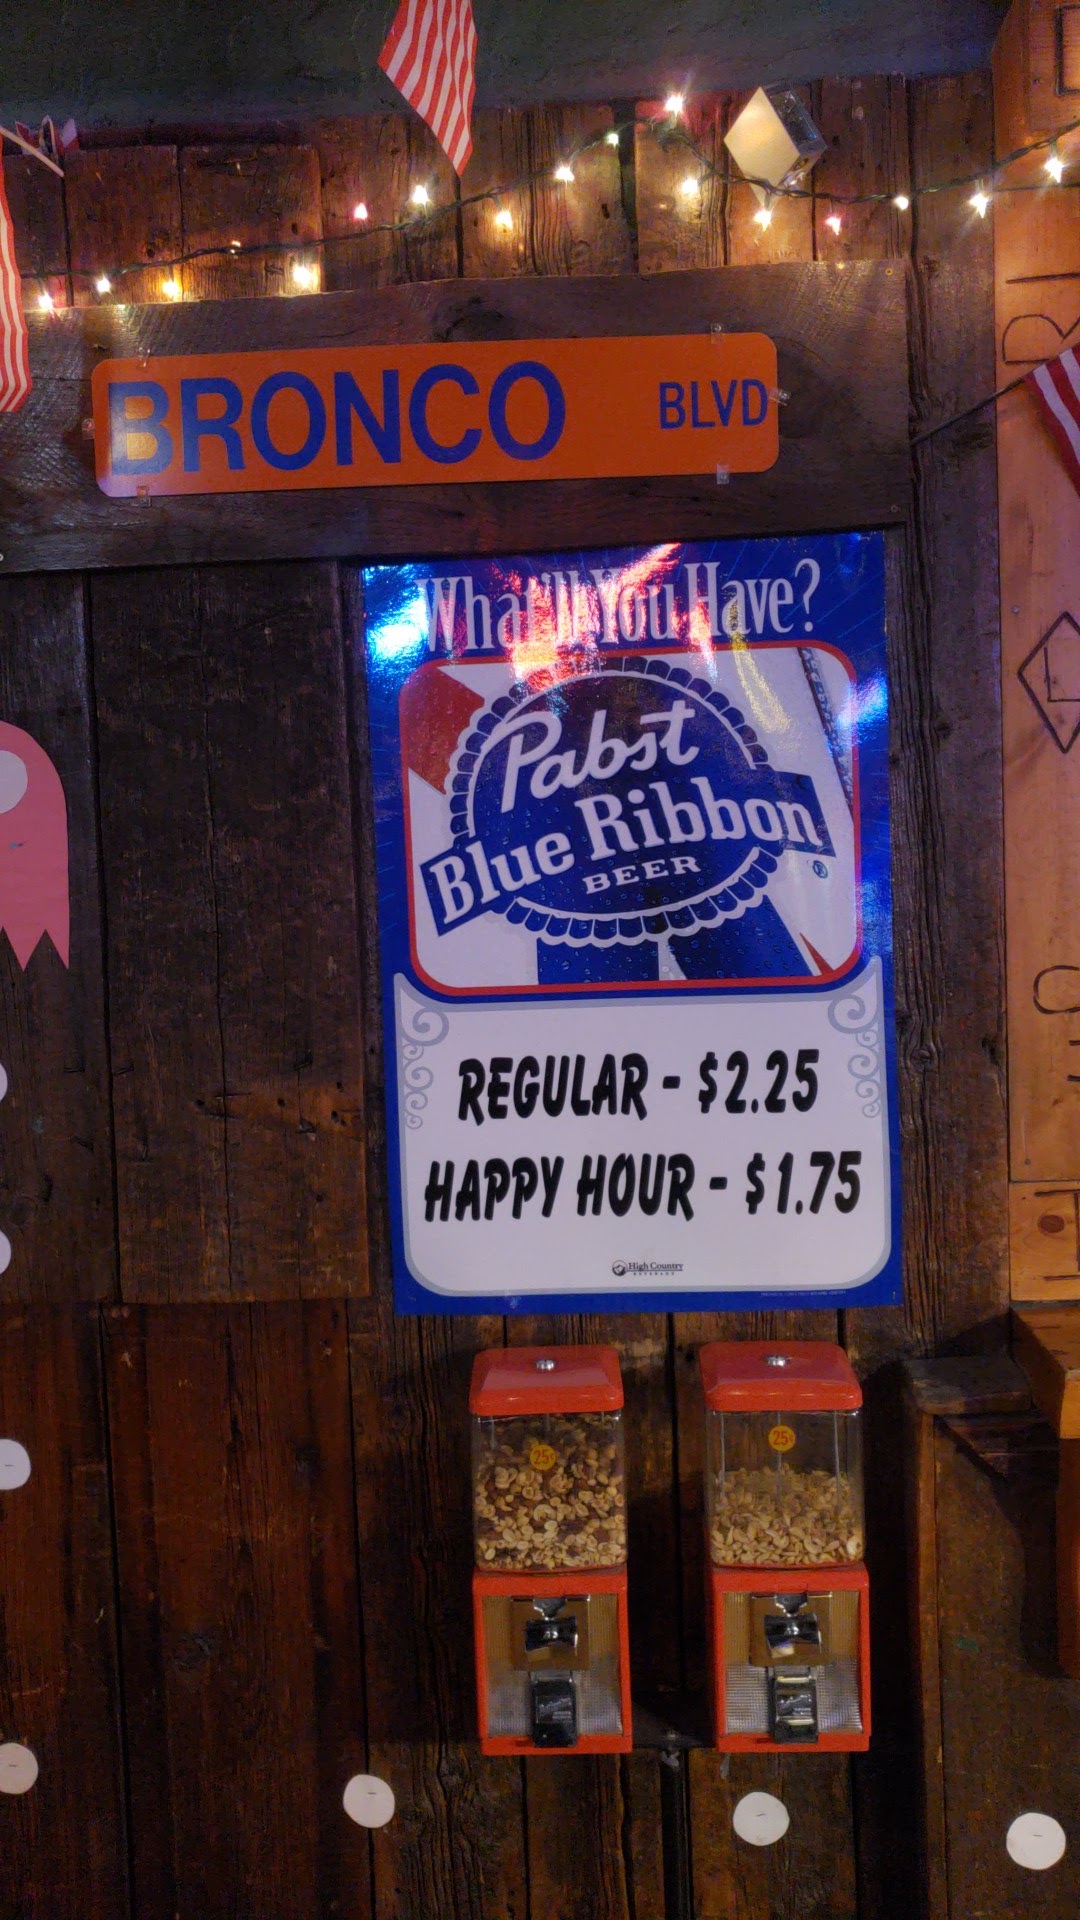 BRONCO BLVD
What'll You Have?
Pabst
Blue Ribbon
BEER
®
REGULAR - $2.25
HAPPY HOUR - $1.75
High Country
BEVERAGE
25¢
25¢